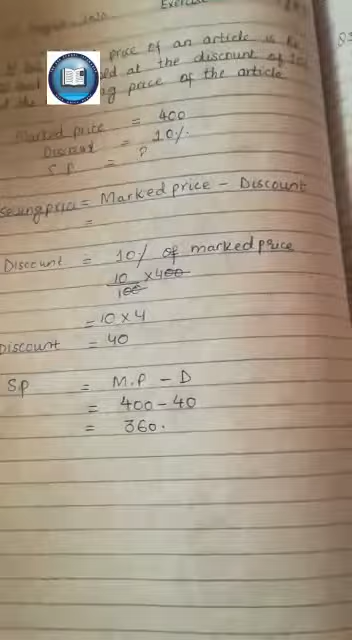 Exercise
price of an article is Rs
at the discount of
price of the article
Marked price = 400
Discount = 10%.
S P = ?
= Marked price - Discount
=
Discount = 10% of marked price
10/100 × 400
= 10 × 4
Discount = 40
SP = M.P - D
= 400 - 40
= 360.